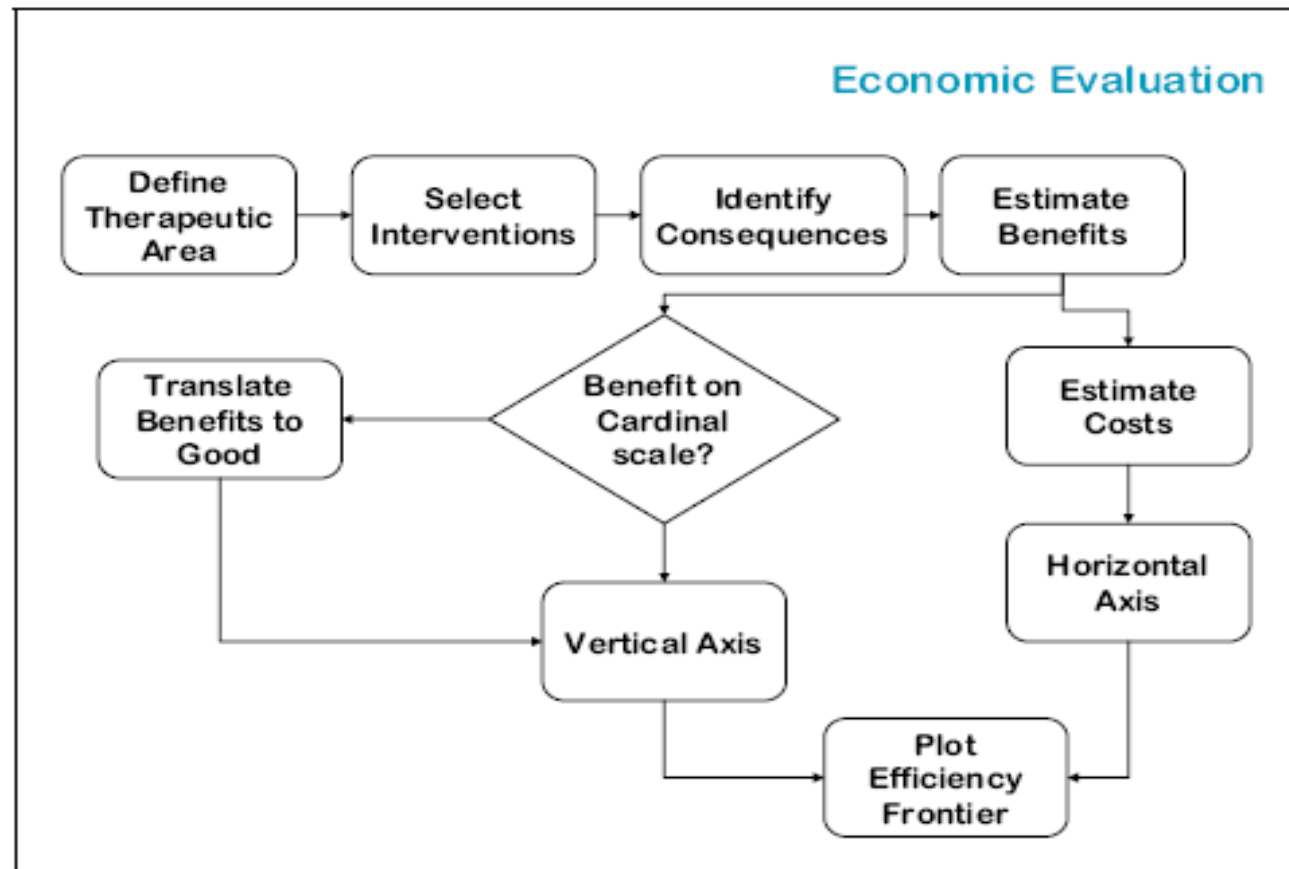 Economic Evaluation
Define
Therapeutic
Area
Select
Interventions
Identify
Consequences
Estimate
Benefits
Translate
Benefits to
Good
Benefit on
Cardinal
scale?
Estimate
Costs
Horizontal
Axis
Vertical Axis
Plot
Efficiency
Frontier